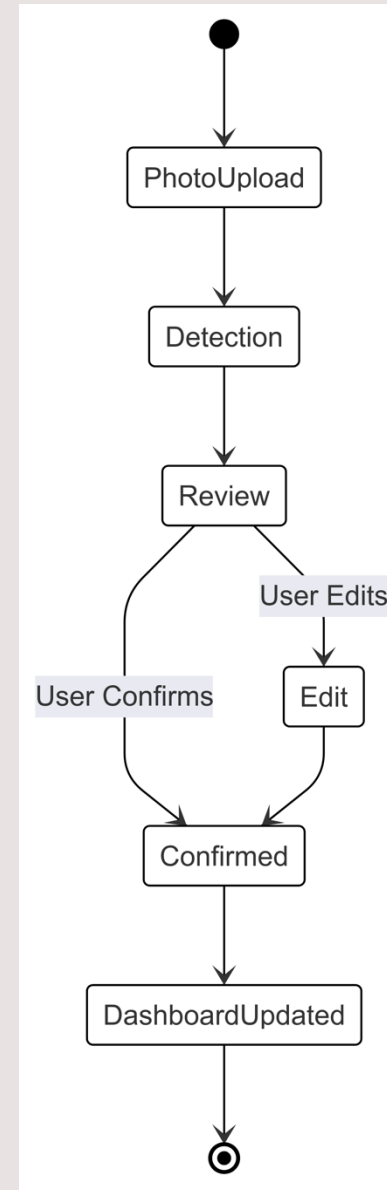 PhotoUpload
Detection
Review
User Edits
User Confirms
Edit
Confirmed
DashboardUpdated